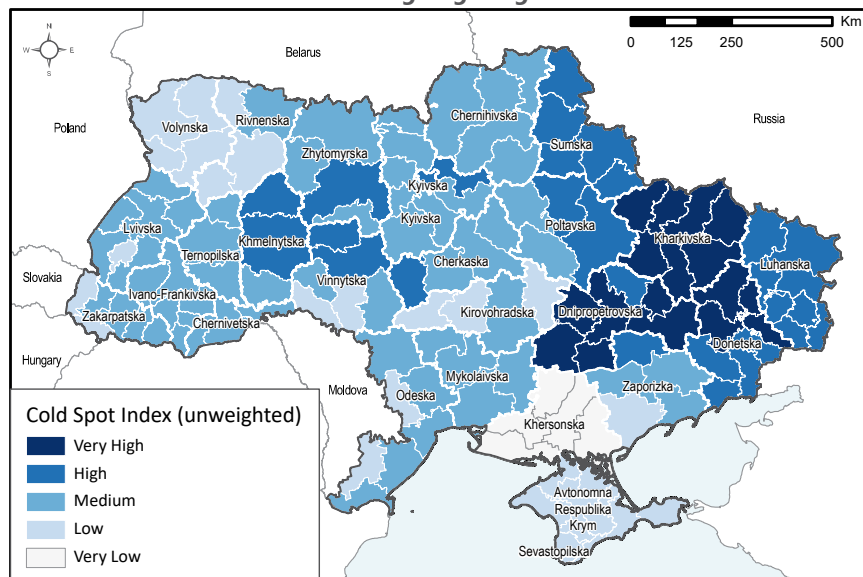 N
W E
S
Km
0 125 250 500
Belarus
Poland
Russia
Slovakia
Hungary
Moldova
Volynska
Rivnenska
Zhytomyrska
Chernihivska
Sumska
Kyivska
Kyivska
Lvivska
Ternopilska
Khmelnytska
Vinnytska
Cherkaska
Poltavska
Kharkivska
Luhanska
Ivano-Frankivska
Zakarpatska
Chernivetska
Kirovohradska
Dnipropetrovska
Donetska
Odeska
Mykolaivska
Zaporizka
Khersonska
Avtonomna
Respublika
Krym
Sevastopilska
Cold Spot Index (unweighted)
Very High
High
Medium
Low
Very Low